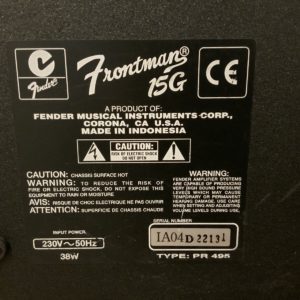 Fender
Frontman®
15G
CE
A PRODUCT OF:
FENDER MUSICAL INSTRUMENTS CORP.,
CORONA, CA U.S.A.
MADE IN INDONESIA
CAUTION:
RISK OF ELECTRIC SHOCK
DO NOT OPEN
CAUTION: CHASSIS SURFACE HOT
WARNING: TO REDUCE THE RISK OF
FIRE OR ELECTRIC SHOCK, DO NOT EXPOSE THIS
EQUIPMENT TO RAIN OR MOISTURE
AVIS: RISQUE DE CHOC ELECTRIQUE NE PAS OUVRIR
ATTENTION: SUPERFICIE DE CHASSIS CHAUDE
WARNING:
FENDER AMPLIFIER SYSTEMS
ARE CAPABLE OF PRODUCING
VERY HIGH SOUND PRESSURE
LEVELS WHICH MAY CAUSE
TEMPORARY OR PERMANENT
HEARING DAMAGE. USE CARE
WHEN SETTING AND ADJUSTING
VOLUME LEVELS DURING USE.
INPUT POWER
230V~50Hz
38W
SERIAL NUMBER
IA04D 22131
TYPE: PR 495